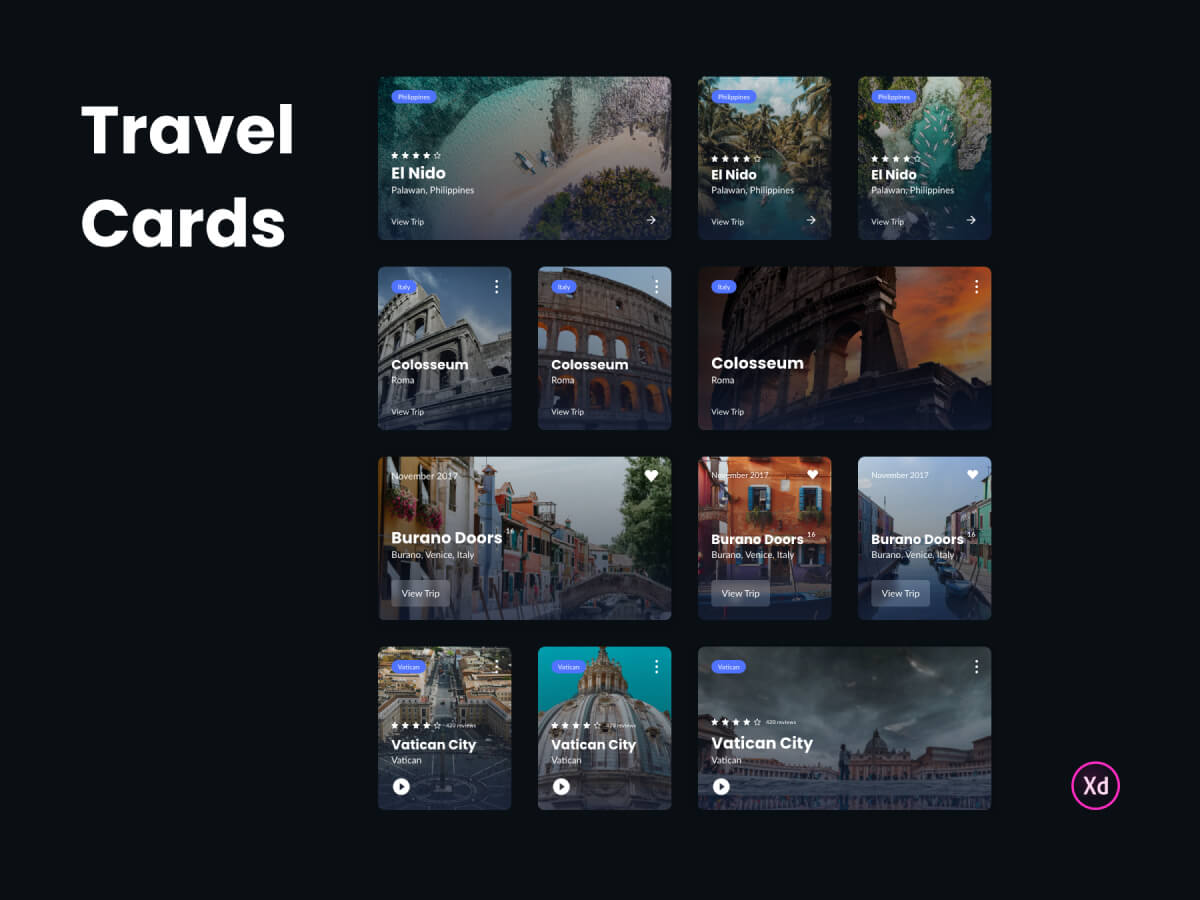 Travel
Cards
Philippines
El Nido
Palawan, Philippines
View Trip
Philippines
El Nido
Palawan, Philippines
View Trip
Philippines
El Nido
Palawan, Philippines
View Trip
Italy
Colosseum
Roma
View Trip
Italy
Colosseum
Roma
View Trip
Italy
Colosseum
Roma
View Trip
November 2017
Burano Doors 16
Burano, Venice, Italy
View Trip
November 2017
Burano Doors 16
Burano, Venice, Italy
View Trip
November 2017
Burano Doors 16
Burano, Venice, Italy
View Trip
Vatican
reviews
Vatican City
Vatican
Vatican
reviews
Vatican City
Vatican
Vatican
reviews
Vatican City
Vatican
Xd